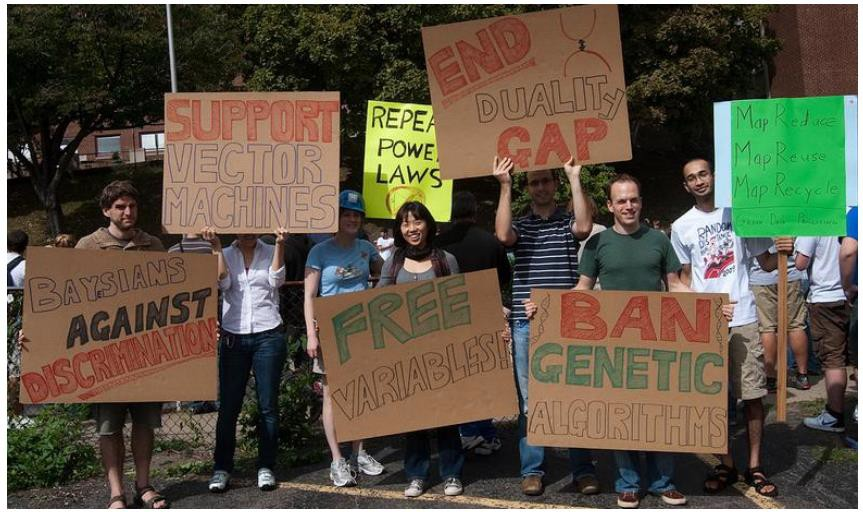 SUPPORT
VECTOR
MACHINES
REPEA
POWE
LAWS
END
DUALITY
GAP
Map Reduce
Map Reuse
Map Recycle
BAYSIANS
AGAINST
DISCRIMINATION
FREE
VARIABLES!
BAN
GENETIC
ALGORITHMS
RANDOM